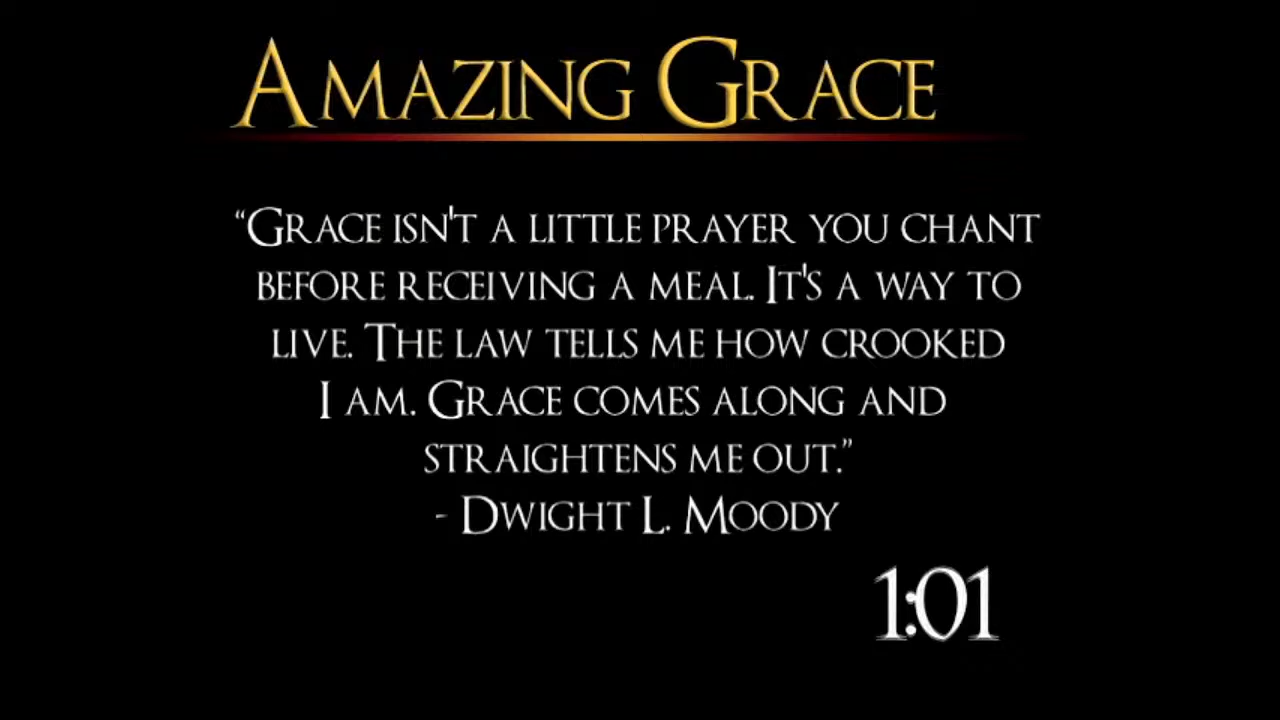 Amazing Grace
“Grace isn't a little prayer you chant
before receiving a meal. It's a way to
live. The law tells me how crooked
I am. Grace comes along and
straightens me out.”
- Dwight L. Moody
1:01